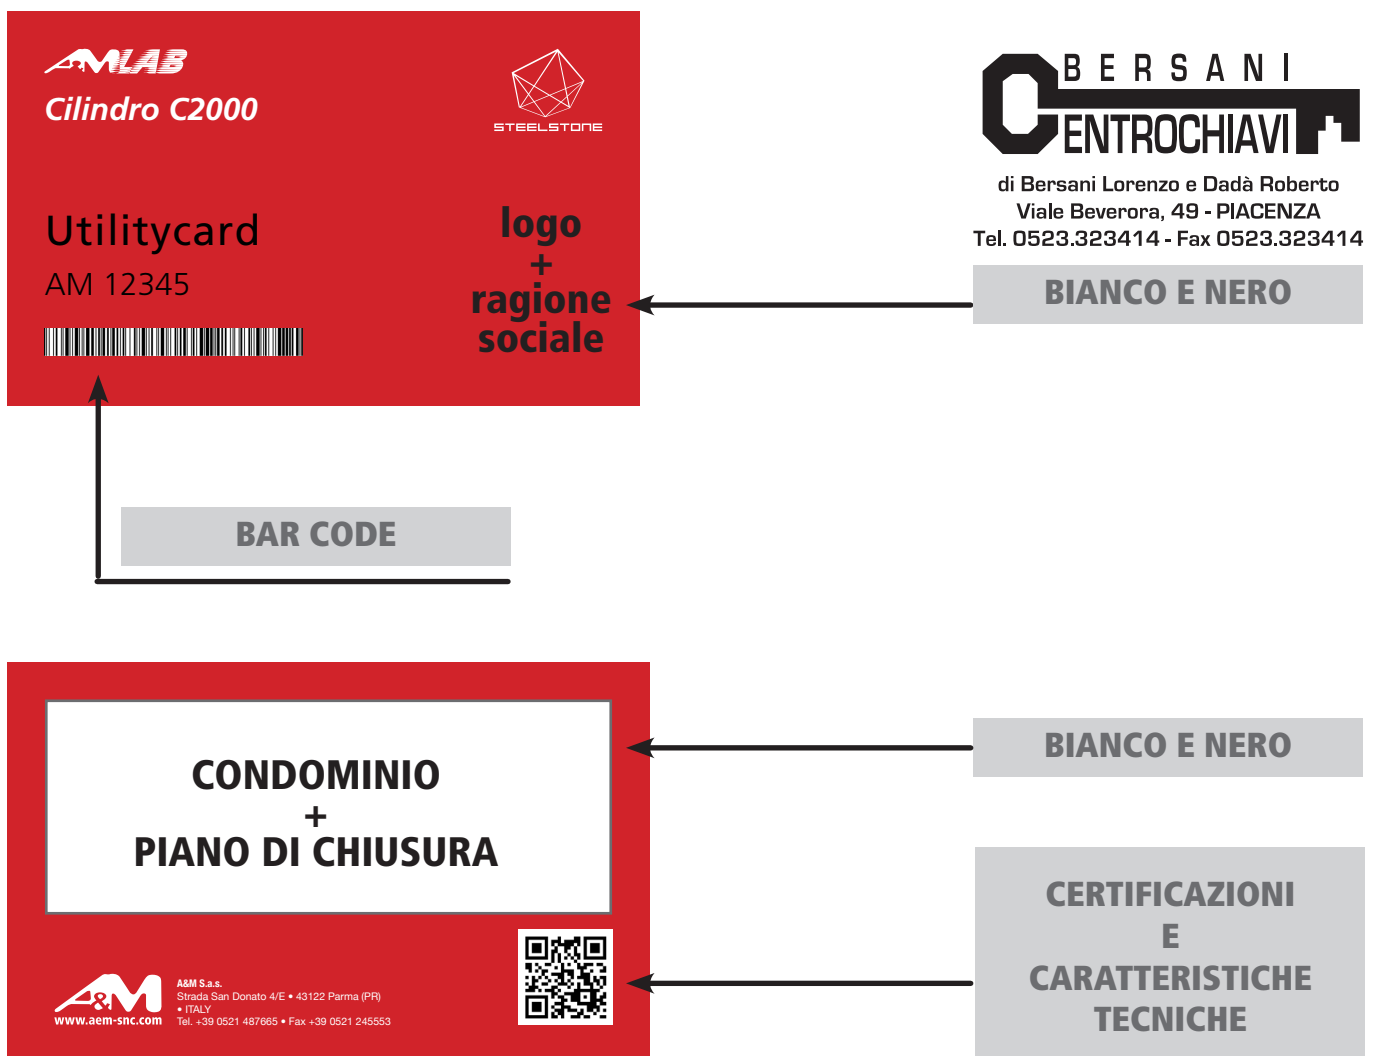 AMLAB
Cilindro C2000
STEELSTONE
Utilitycard
AM 12345
logo
+
ragione
sociale
BERSANI
CENTROCHIAVI
di Bersani Lorenzo e Dadà Roberto
Viale Beverora, 49 - PIACENZA
Tel. 0523.323414 - Fax 0523.323414
BIANCO E NERO
BAR CODE
CONDOMINIO
+
PIANO DI CHIUSURA
A&M
www.aem-snc.com
A&M S.a.s.
Strada San Donato 4/E • 43122 Parma (PR)
• ITALY
Tel. +39 0521 487665 • Fax +39 0521 245553
BIANCO E NERO
CERTIFICAZIONI
E
CARATTERISTICHE
TECNICHE